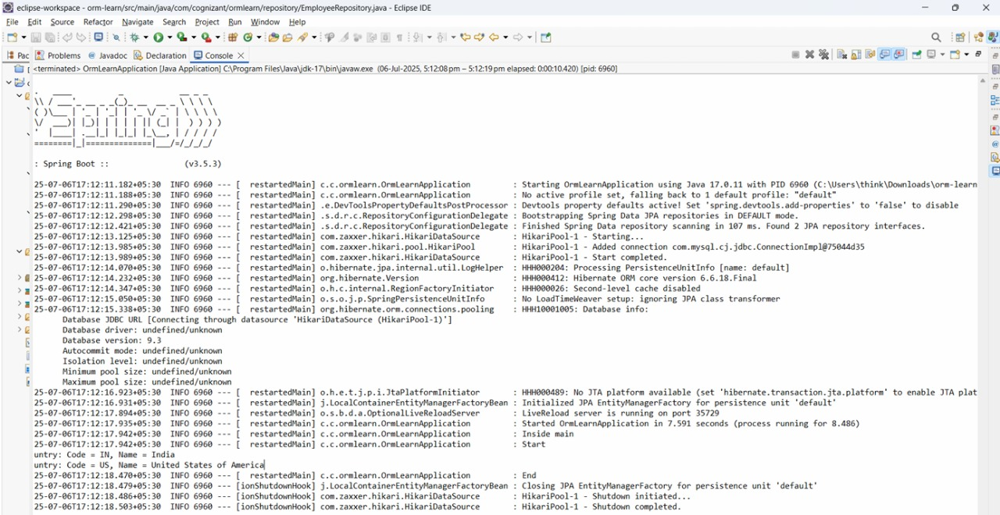 eclipse-workspace - orm-learn/src/main/java/com/cognizant/ormlearn/repository/EmployeeRepository.java - Eclipse IDE
File Edit Source Refactor Navigate Search Project Run Window Help
Pac Problems Javadoc Declaration Console
<terminated> OrmLearnApplication [Java Application] C:\Program Files\Java\jdk-17\bin\javaw.exe (06-Jul-2025, 5:12:08 pm – 5:12:19 pm elapsed: 0:00:10.420) [pid: 6960]
: Spring Boot :: (v3.5.3)
25-07-06T17:12:11.182+05:30 INFO 6960 --- [ restartedMain] c.c.ormlearn.OrmLearnApplication : Starting OrmLearnApplication using Java 17.0.11 with PID 6960 (C:\Users\think\Downloads\orm-learn
25-07-06T17:12:11.188+05:30 INFO 6960 --- [ restartedMain] c.c.ormlearn.OrmLearnApplication : No active profile set, falling back to 1 default profile: "default"
25-07-06T17:12:11.290+05:30 INFO 6960 --- [ restartedMain] .e.DevToolsPropertyDefaultsPostProcessor : Devtools property defaults active! Set 'spring.devtools.add-properties' to 'false' to disable
25-07-06T17:12:12.298+05:30 INFO 6960 --- [ restartedMain] .s.d.r.c.RepositoryConfigurationDelegate : Bootstrapping Spring Data JPA repositories in DEFAULT mode.
25-07-06T17:12:12.421+05:30 INFO 6960 --- [ restartedMain] .s.d.r.c.RepositoryConfigurationDelegate : Finished Spring Data repository scanning in 107 ms. Found 2 JPA repository interfaces.
25-07-06T17:12:13.125+05:30 INFO 6960 --- [ restartedMain] com.zaxxer.hikari.HikariDataSource : HikariPool-1 - Starting...
25-07-06T17:12:13.985+05:30 INFO 6960 --- [ restartedMain] com.zaxxer.hikari.pool.HikariPool : HikariPool-1 - Added connection com.mysql.cj.jdbc.ConnectionImpl@75044d35
25-07-06T17:12:13.989+05:30 INFO 6960 --- [ restartedMain] com.zaxxer.hikari.HikariDataSource : HikariPool-1 - Start completed.
25-07-06T17:12:14.070+05:30 INFO 6960 --- [ restartedMain] o.hibernate.jpa.internal.util.LogHelper : HHH000204: Processing PersistenceUnitInfo [name: default]
25-07-06T17:12:14.232+05:30 INFO 6960 --- [ restartedMain] org.hibernate.Version : HHH000412: Hibernate ORM core version 6.6.18.Final
25-07-06T17:12:14.347+05:30 INFO 6960 --- [ restartedMain] o.h.c.internal.RegionFactoryInitiator : HHH000026: Second-level cache disabled
25-07-06T17:12:15.050+05:30 INFO 6960 --- [ restartedMain] o.s.o.j.p.SpringPersistenceUnitInfo : No LoadTimeWeaver setup: ignoring JPA class transformer
25-07-06T17:12:15.338+05:30 INFO 6960 --- [ restartedMain] org.hibernate.orm.connections.pooling : HHH10001005: Database info:
Database JDBC URL [Connecting through datasource 'HikariDataSource (HikariPool-1)']
Database driver: undefined/unknown
Database version: 9.3
Autocommit mode: undefined/unknown
Isolation level: undefined/unknown
Minimum pool size: undefined/unknown
Maximum pool size: undefined/unknown
25-07-06T17:12:16.923+05:30 INFO 6960 --- [ restartedMain] o.h.e.t.j.p.i.JtaPlatformInitiator : HHH000489: No JTA platform available (set 'hibernate.transaction.jta.platform' to enable JTA plat
25-07-06T17:12:16.931+05:30 INFO 6960 --- [ restartedMain] j.LocalContainerEntityManagerFactoryBean : Initialized JPA EntityManagerFactory for persistence unit 'default'
25-07-06T17:12:17.894+05:30 INFO 6960 --- [ restartedMain] o.s.b.d.a.OptionalLiveReloadServer : LiveReload server is running on port 35729
25-07-06T17:12:17.935+05:30 INFO 6960 --- [ restartedMain] c.c.ormlearn.OrmLearnApplication : Started OrmLearnApplication in 7.591 seconds (process running for 8.486)
25-07-06T17:12:17.942+05:30 INFO 6960 --- [ restartedMain] c.c.ormlearn.OrmLearnApplication : Inside main
25-07-06T17:12:17.942+05:30 INFO 6960 --- [ restartedMain] c.c.ormlearn.OrmLearnApplication : Start
untry: Code = IN, Name = India
untry: Code = US, Name = United States of America
25-07-06T17:12:18.470+05:30 INFO 6960 --- [ restartedMain] c.c.ormlearn.OrmLearnApplication : End
25-07-06T17:12:18.479+05:30 INFO 6960 --- [ionShutdownHook] j.LocalContainerEntityManagerFactoryBean : Closing JPA EntityManagerFactory for persistence unit 'default'
25-07-06T17:12:18.486+05:30 INFO 6960 --- [ionShutdownHook] com.zaxxer.hikari.HikariDataSource : HikariPool-1 - Shutdown initiated...
25-07-06T17:12:18.503+05:30 INFO 6960 --- [ionShutdownHook] com.zaxxer.hikari.HikariDataSource : HikariPool-1 - Shutdown completed.